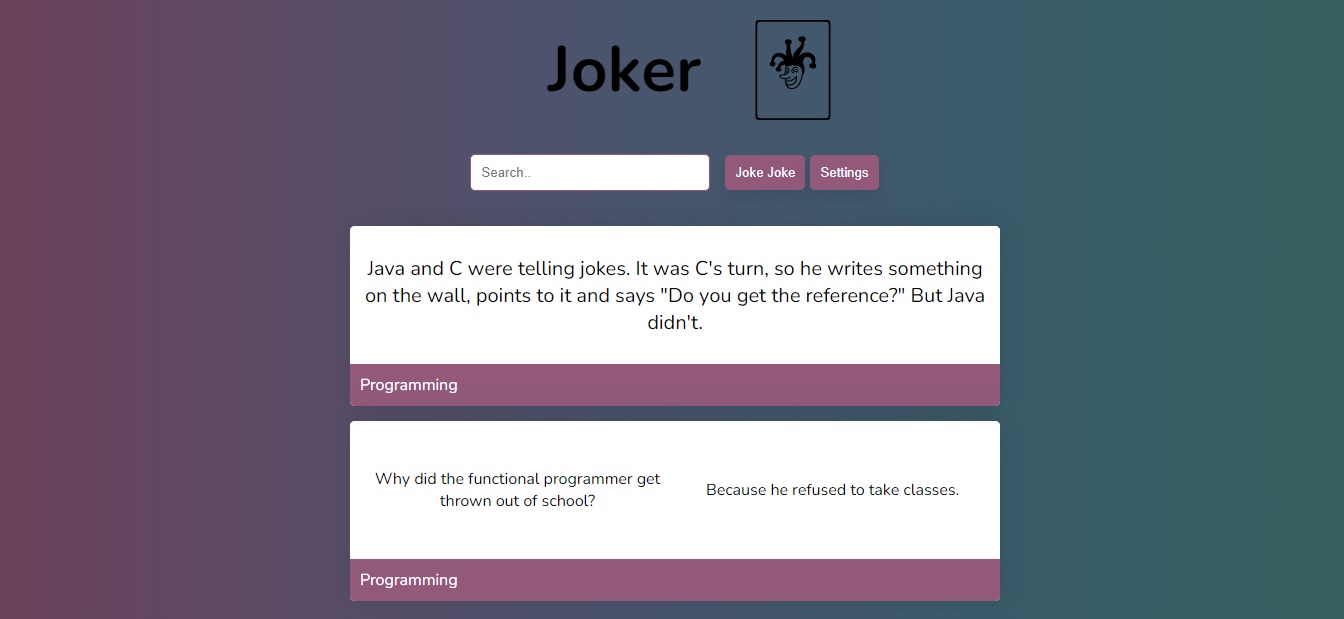 Joker
Search..
Joke Joke
Settings
Java and C were telling jokes. It was C's turn, so he writes something
on the wall, points to it and says "Do you get the reference?" But Java
didn't.
Programming
Why did the functional programmer get
thrown out of school?
Because he refused to take classes.
Programming